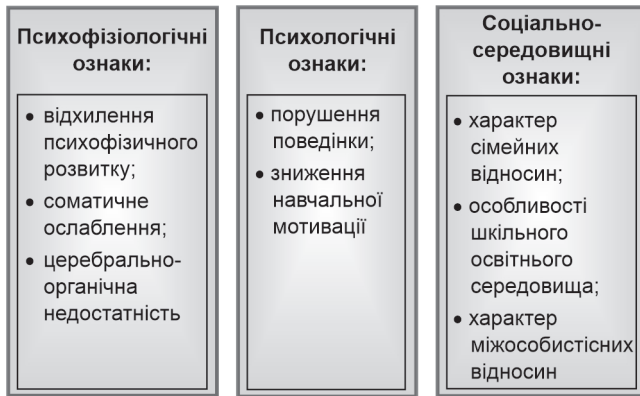 Психофізіологічні
ознаки:
• відхилення
психофізичного
розвитку;
• соматичне
ослаблення;
• церебрально-
органічна
недостатність
Психологічні
ознаки:
• порушення
поведінки;
• зниження
навчальної
мотивації
Соціально-
середовищні
ознаки:
• характер
сімейних
відносин;
• особливості
шкільного
освітнього
середовища;
• характер
міжособистісних
відносин